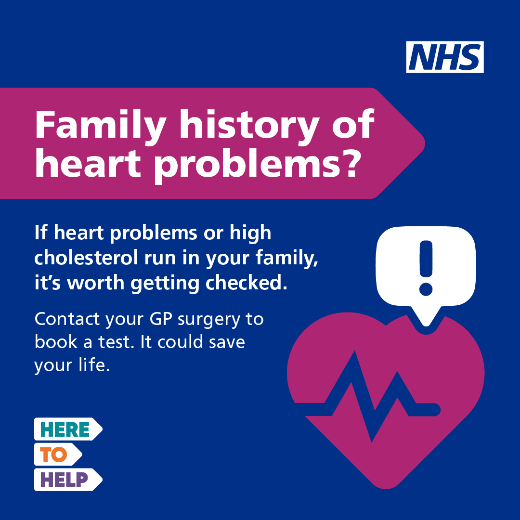 NHS
Family history of
heart problems?
If heart problems or high
cholesterol run in your family,
it's worth getting checked.
Contact your GP surgery to
book a test. It could save
your life.
!
HERE
TO
HELP